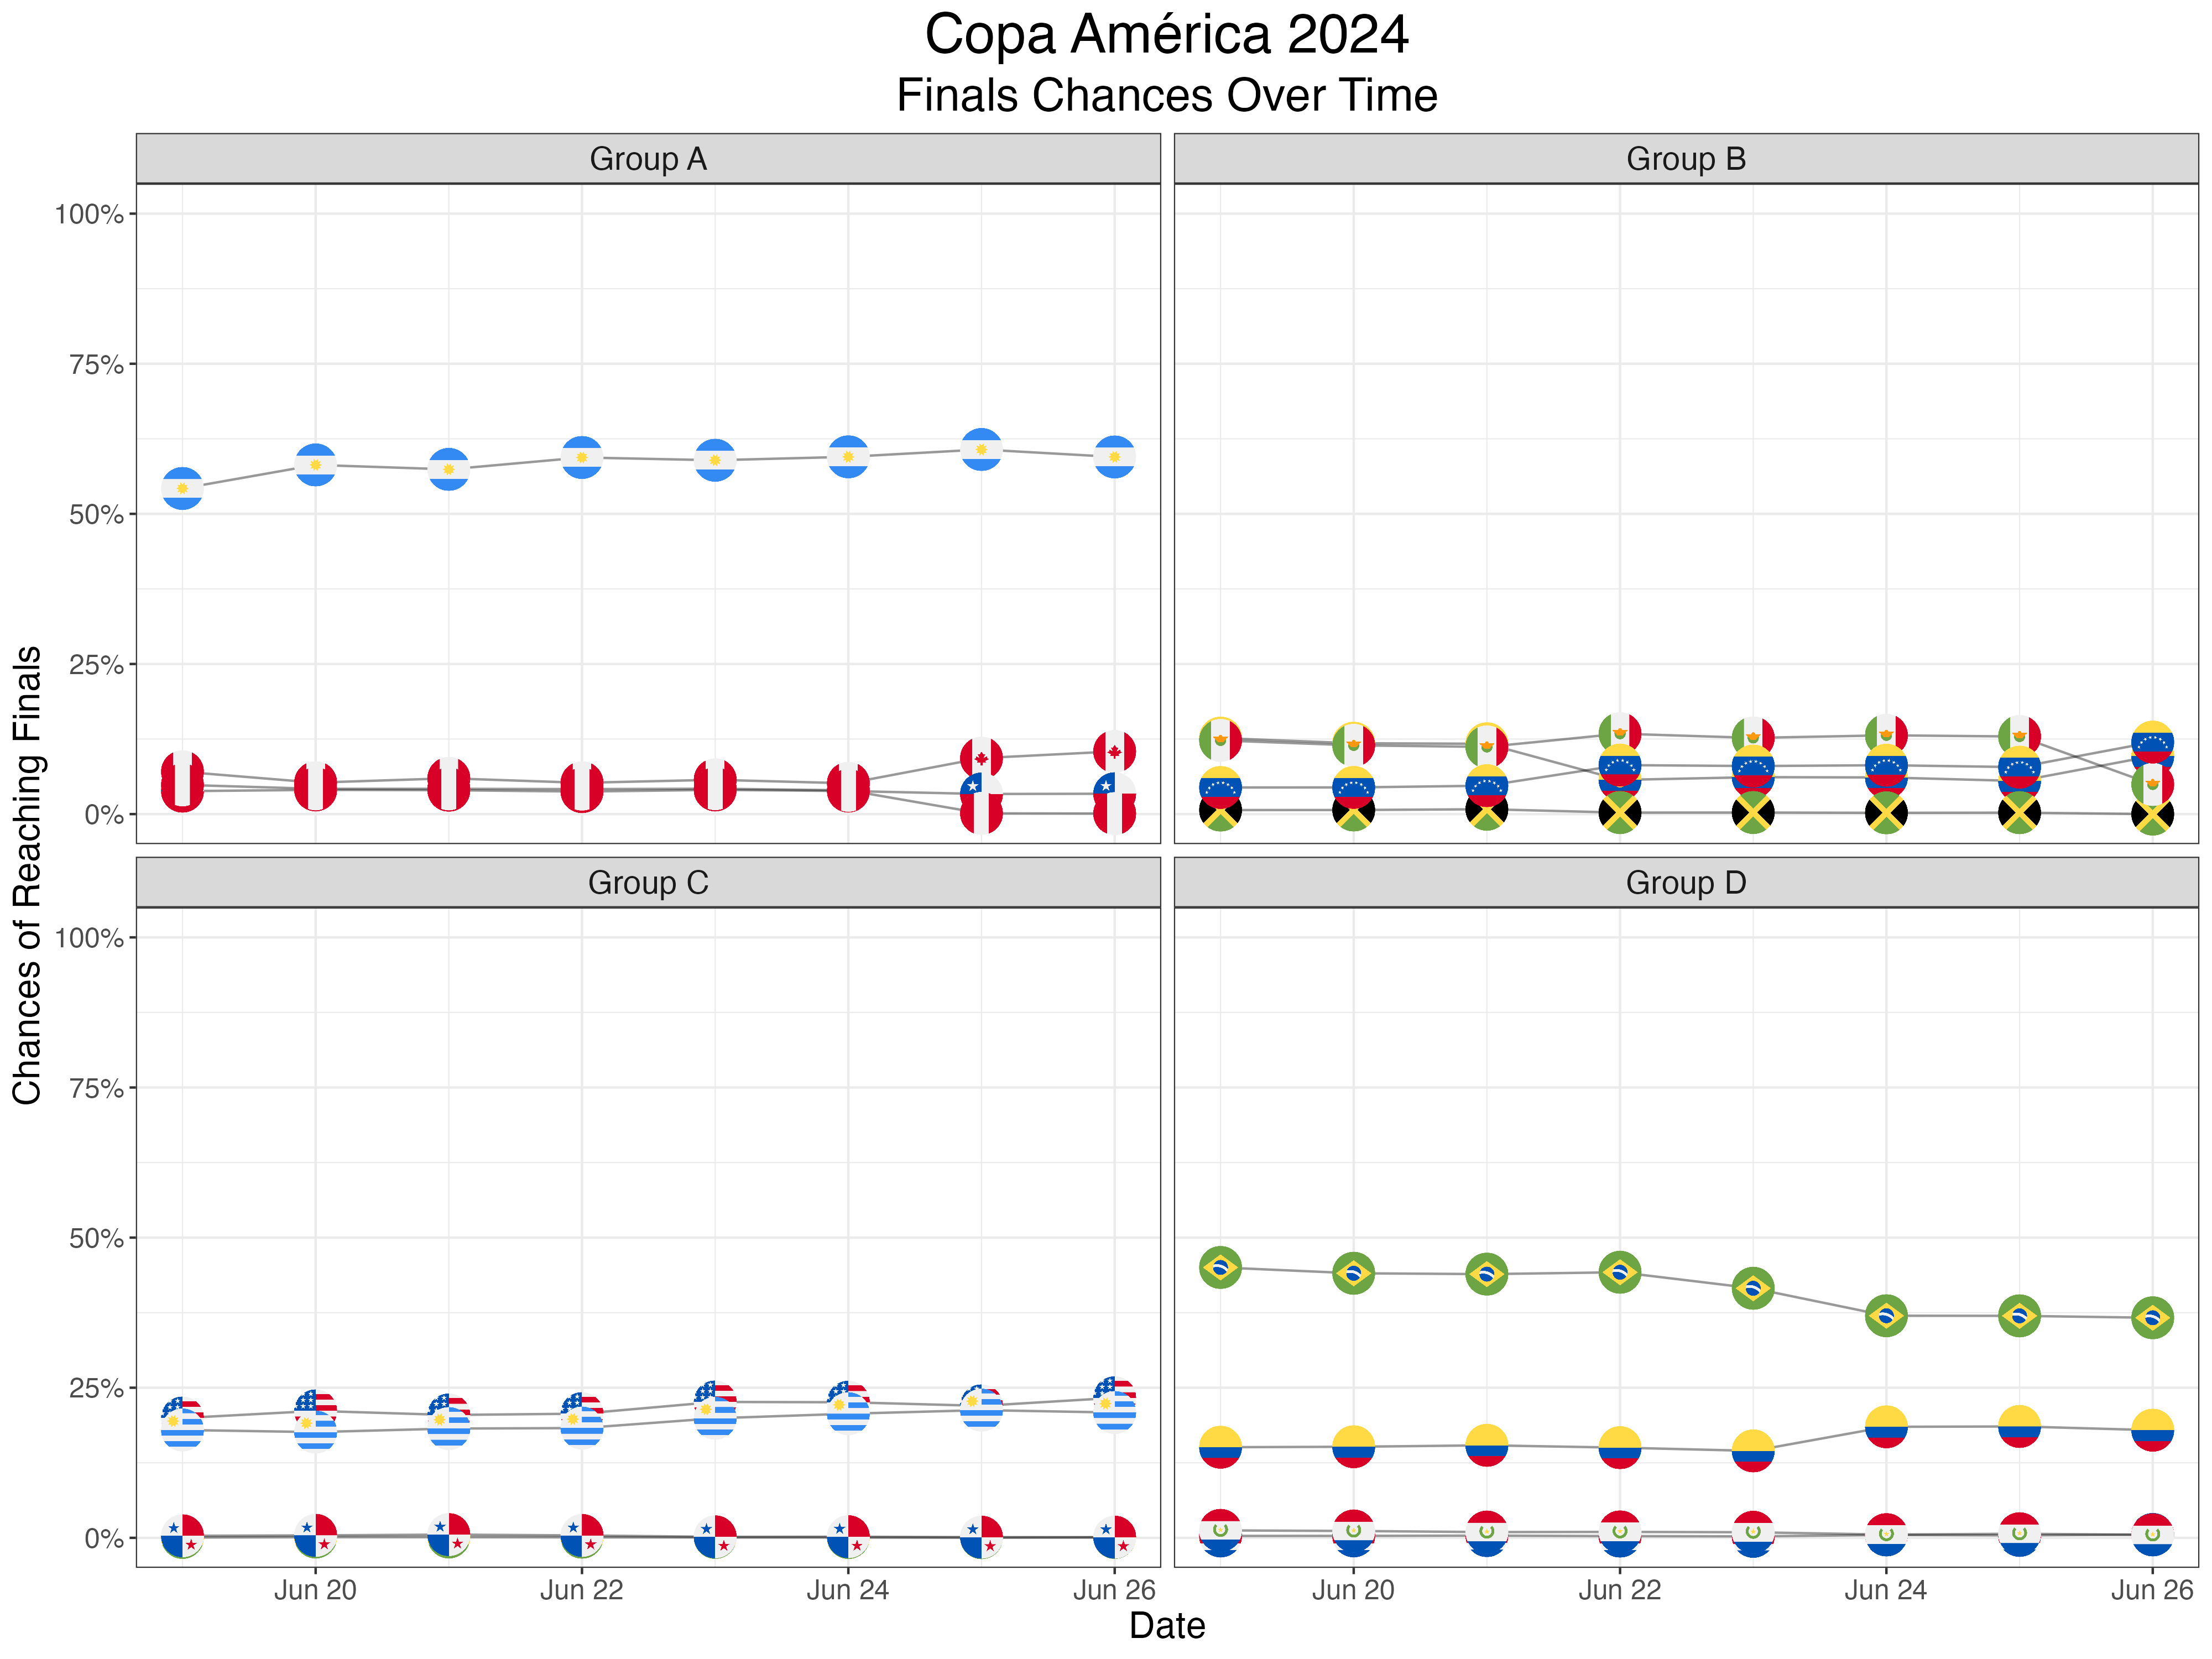 Copa América 2024
Finals Chances Over Time
Group A
Group B
100%
75%
50%
25%
0%
Group C
Group D
100%
75%
50%
25%
0%
Chances of Reaching Finals
Jun 20
Jun 22
Jun 24
Jun 26
Jun 20
Jun 22
Jun 24
Jun 26
Date